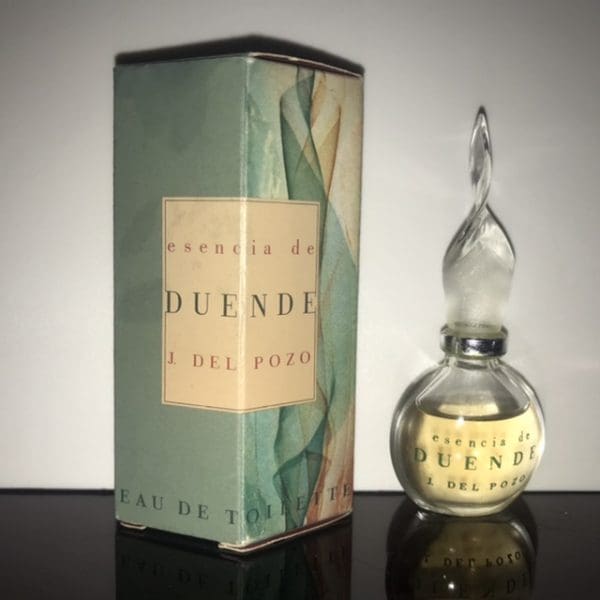 esencia de
DUENDE
J. DEL POZO
EAU DE TOILETTE
esencia de
DUENDE
J. DEL POZO